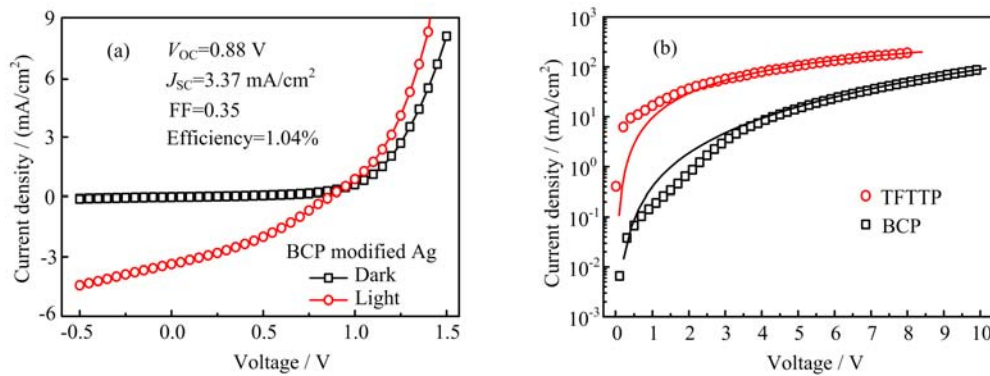 (a)
V_OC=0.88 V
J_SC=3.37 mA/cm²
FF=0.35
Efficiency=1.04%
BCP modified Ag
Dark
Light
Current density / (mA/cm²)
9
6
3
0
-3
-6
-0.5 0.0 0.5 1.0 1.5
Voltage / V
(b)
TFTTP
BCP
Current density / (mA/cm²)
10³
10²
10¹
10⁰
10⁻¹
10⁻²
10⁻³
0 1 2 3 4 5 6 7 8 9 10
Voltage / V